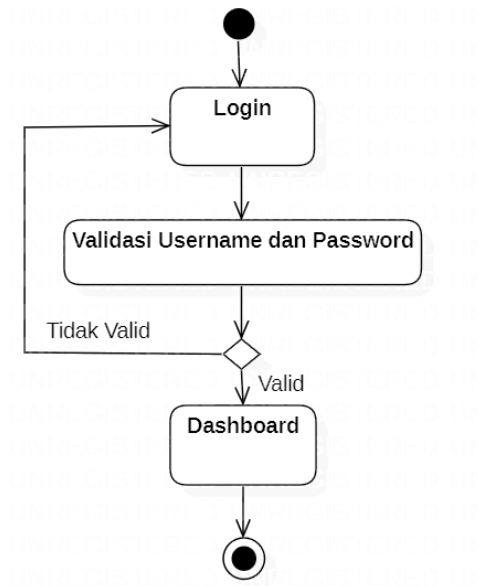 Login
Validasi Username dan Password
Tidak Valid
Valid
Dashboard